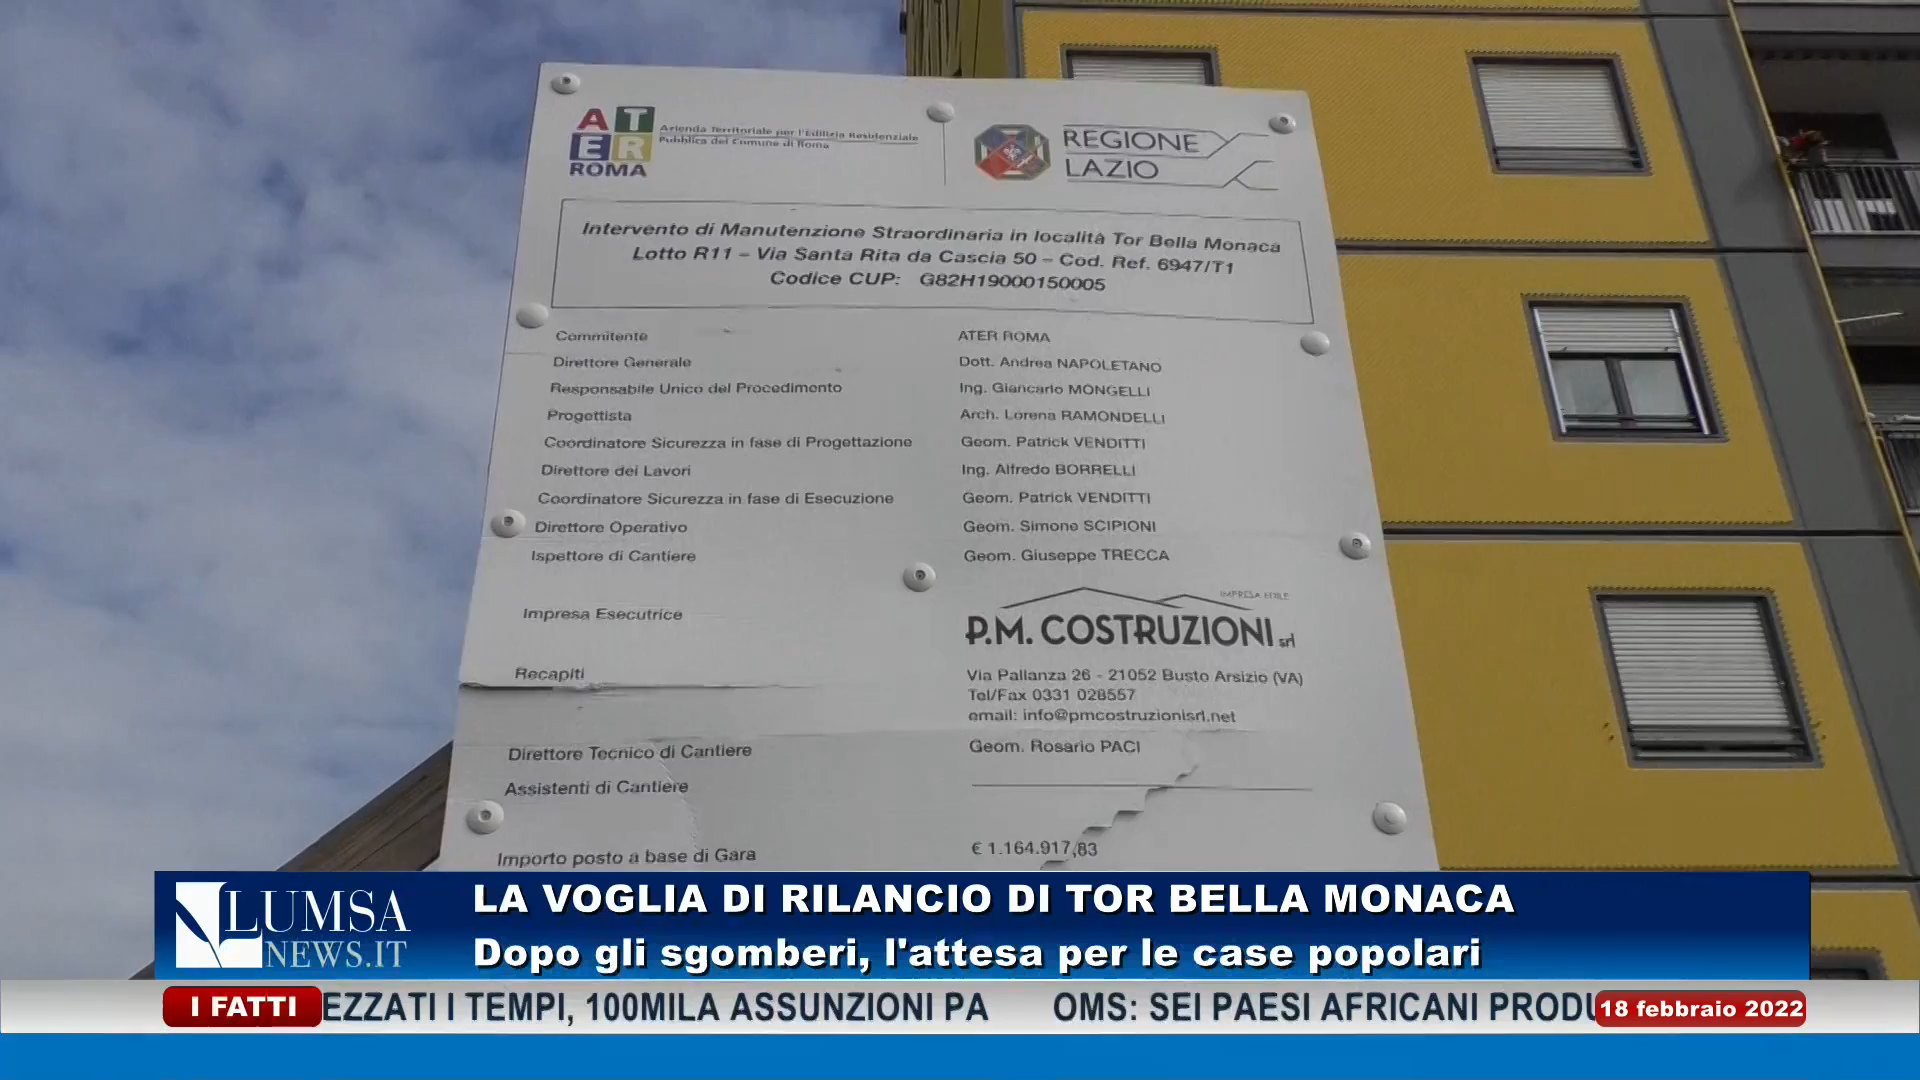 ATER
ROMA
Azienda Territoriale per l'Edilizia Residenziale
Pubblica del Comune di Roma
REGIONE
LAZIO
Intervento di Manutenzione Straordinaria in località Tor Bella Monaca
Lotto R11 – Via Santa Rita da Cascia 50 – Cod. Ref. 6947/T1
Codice CUP: G82H19000150005
Committente ATER ROMA
Direttore Generale Dott. Andrea NAPOLETANO
Responsabile Unico del Procedimento Ing. Giancarlo MONGELLI
Progettista Arch. Lorena RAMONDELLI
Coordinatore Sicurezza in fase di Progettazione Geom. Patrick VENDITTI
Direttore dei Lavori Ing. Alfredo BORRELLI
Coordinatore Sicurezza in fase di Esecuzione Geom. Patrick VENDITTI
Direttore Operativo Geom. Simone SCIPIONI
Ispettore di Cantiere Geom. Giuseppe TRECCA
IMPRESA EDILE
Impresa Esecutrice P.M. COSTRUZIONI srl
Recapiti Via Pallanza 26 - 21052 Busto Arsizio (VA)
Tel/Fax 0331 028557
email: info@pmcostruzionisrl.net
Direttore Tecnico di Cantiere Geom. Rosario PACI
Assistenti di Cantiere
Importo posto a base di Gara € 1.164.917,83
LUMSA
NEWS.IT
LA VOGLIA DI RILANCIO DI TOR BELLA MONACA
Dopo gli sgomberi, l'attesa per le case popolari
I FATTI EZZATI I TEMPI, 100MILA ASSUNZIONI PA OMS: SEI PAESI AFRICANI PRODU 18 febbraio 2022